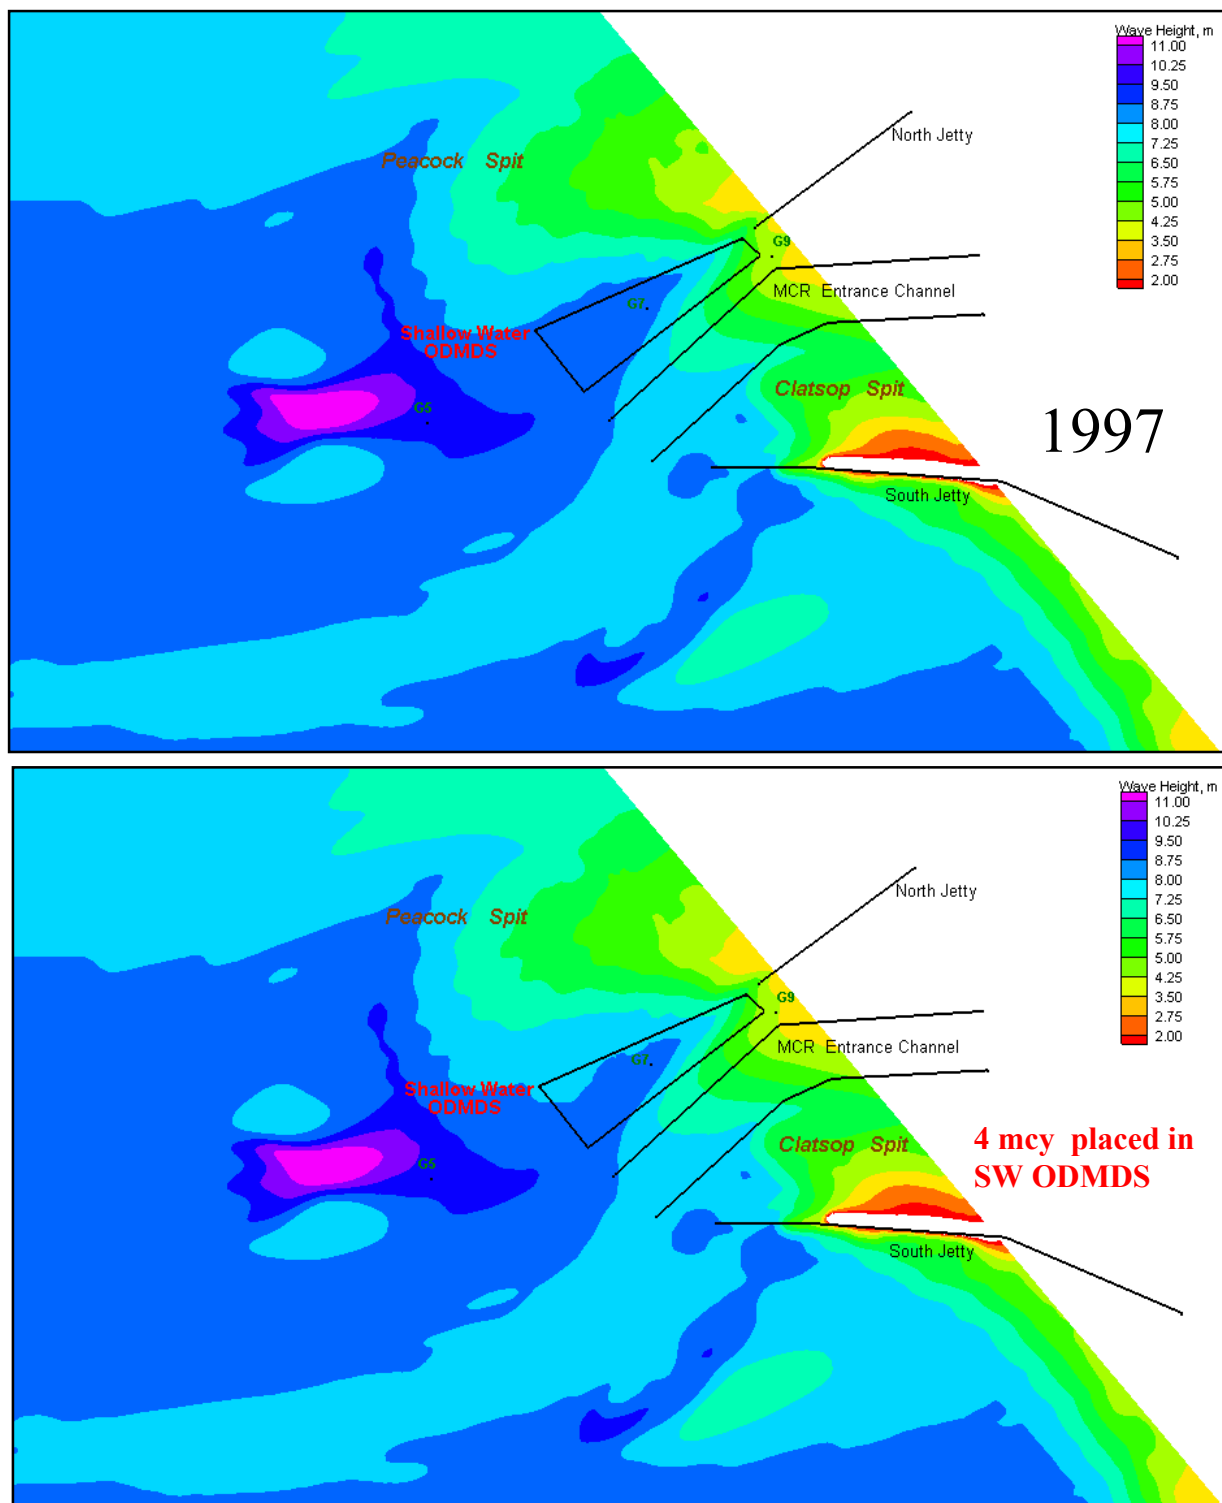 Wave Height, m
11.00
10.25
9.50
8.75
8.00
7.25
6.50
5.75
5.00
4.25
3.50
2.75
2.00
North Jetty
Peacock Spit
G9
MCR Entrance Channel
G7
Shallow Water
ODMDS
Clatsop Spit
G5
1997
South Jetty
Wave Height, m
11.00
10.25
9.50
8.75
8.00
7.25
6.50
5.75
5.00
4.25
3.50
2.75
2.00
North Jetty
Peacock Spit
G9
MCR Entrance Channel
G7
Shallow Water
ODMDS
Clatsop Spit
4 mcy placed in
SW ODMDS
G5
South Jetty